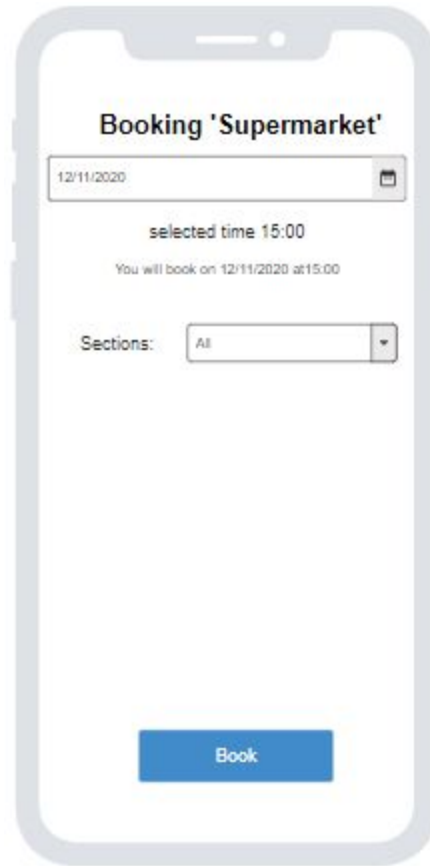 Booking 'Supermarket'
12/11/2020
selected time 15:00
You will book on 12/11/2020 at15:00
Sections: All
Book